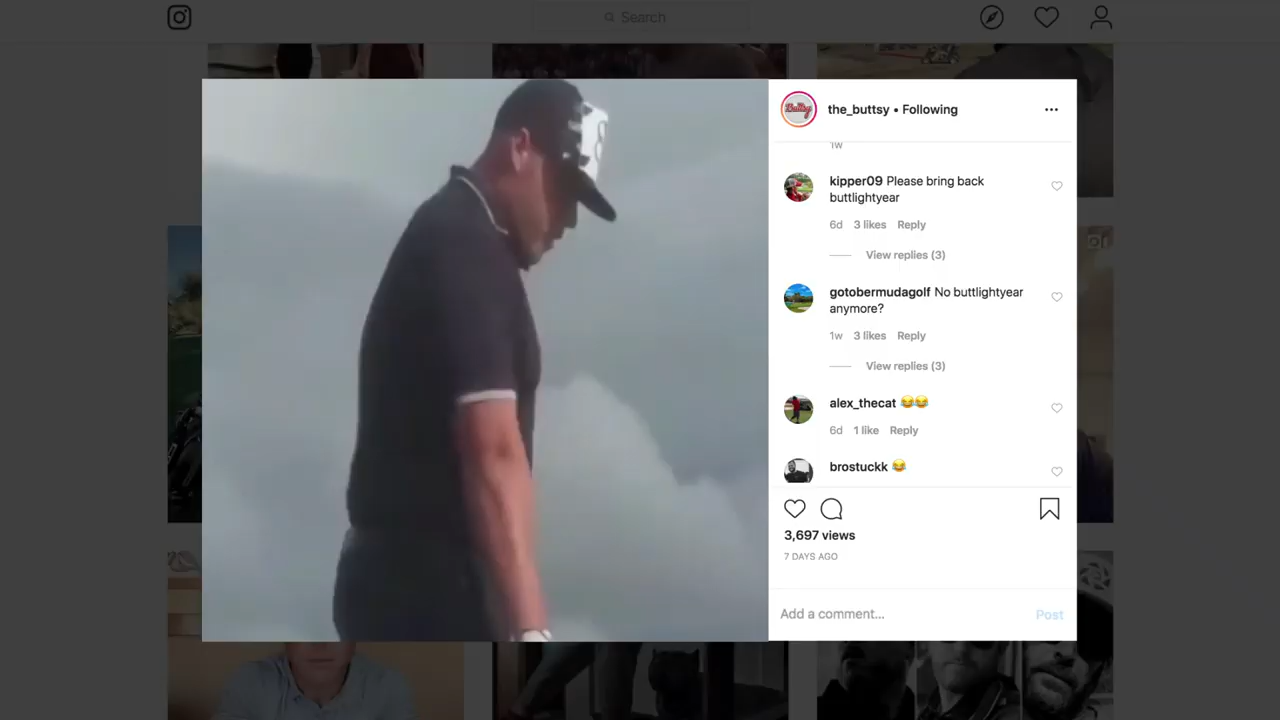 Search
Buttsy
the_buttsy • Following
1w
kipper09 Please bring back
buttlightyear
6d 3 likes Reply
View replies (3)
gotobermudagolf No buttlightyear
anymore?
1w 3 likes Reply
View replies (3)
alex_thecat 😂😂
6d 1 like Reply
brostuckk 😂
3,697 views
7 DAYS AGO
Add a comment... Post